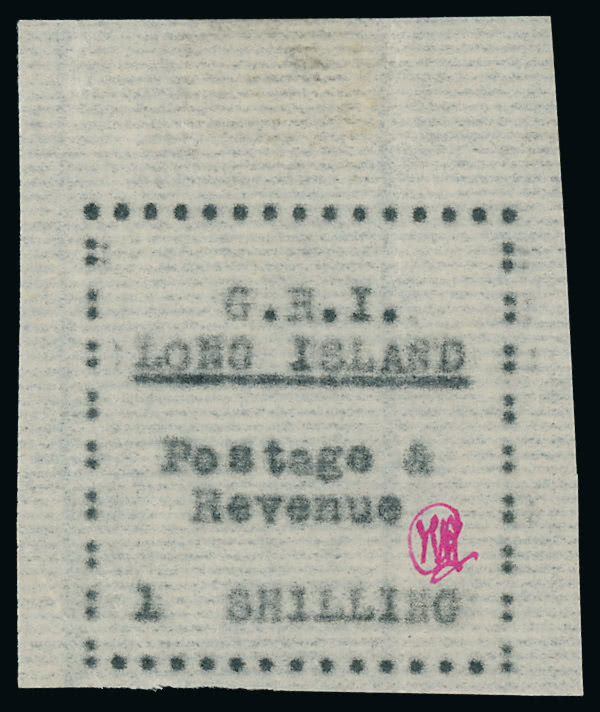 G.R.I.
LONG ISLAND
Postage &
Revenue
1 SHILLING